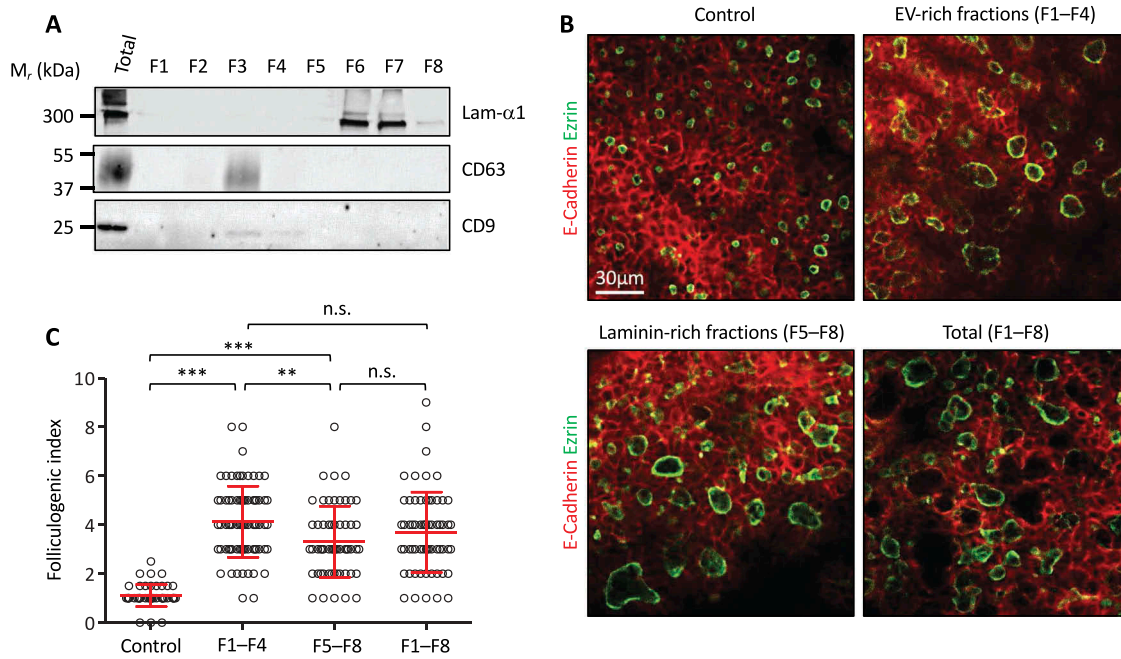 A
M_r (kDa) Total F1 F2 F3 F4 F5 F6 F7 F8
300 Lam-α1
55
CD63
37
25 CD9
B
Control
EV-rich fractions (F1–F4)
E-Cadherin Ezrin
30μm
Laminin-rich fractions (F5–F8)
Total (F1–F8)
E-Cadherin Ezrin
C
n.s.
***
*** ** n.s.
Folliculogenic index
10
8
6
4
2
0
Control F1–F4 F5–F8 F1–F8